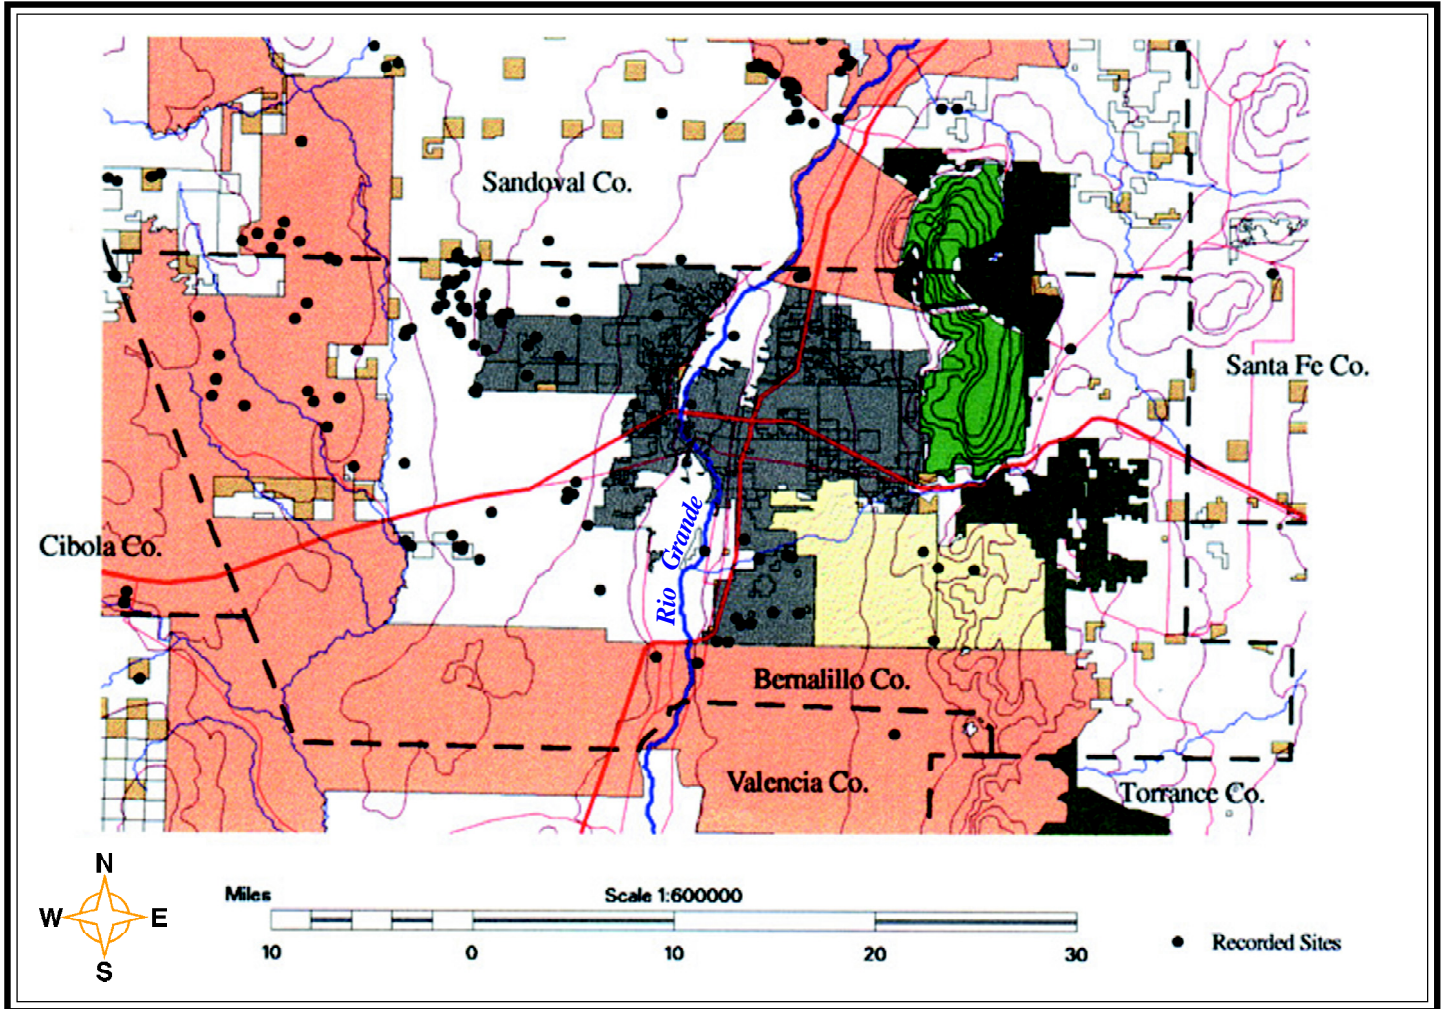 Sandoval Co.
Santa Fe Co.
Cibola Co.
Rio Grande
Bernalillo Co.
Valencia Co.
Torrance Co.
N
W E
S
Miles Scale 1:600000
10 0 10 20 30
Recorded Sites